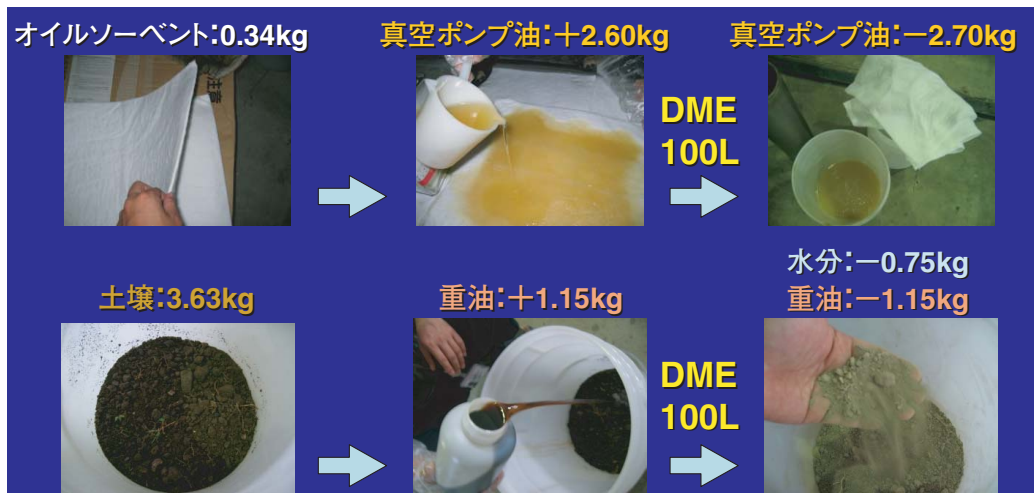 オイルソーベント:0.34kg
真空ポンプ油:+2.60kg
真空ポンプ油:-2.70kg
DME
100L
水分:-0.75kg
土壌:3.63kg
重油:+1.15kg
重油:-1.15kg
DME
100L